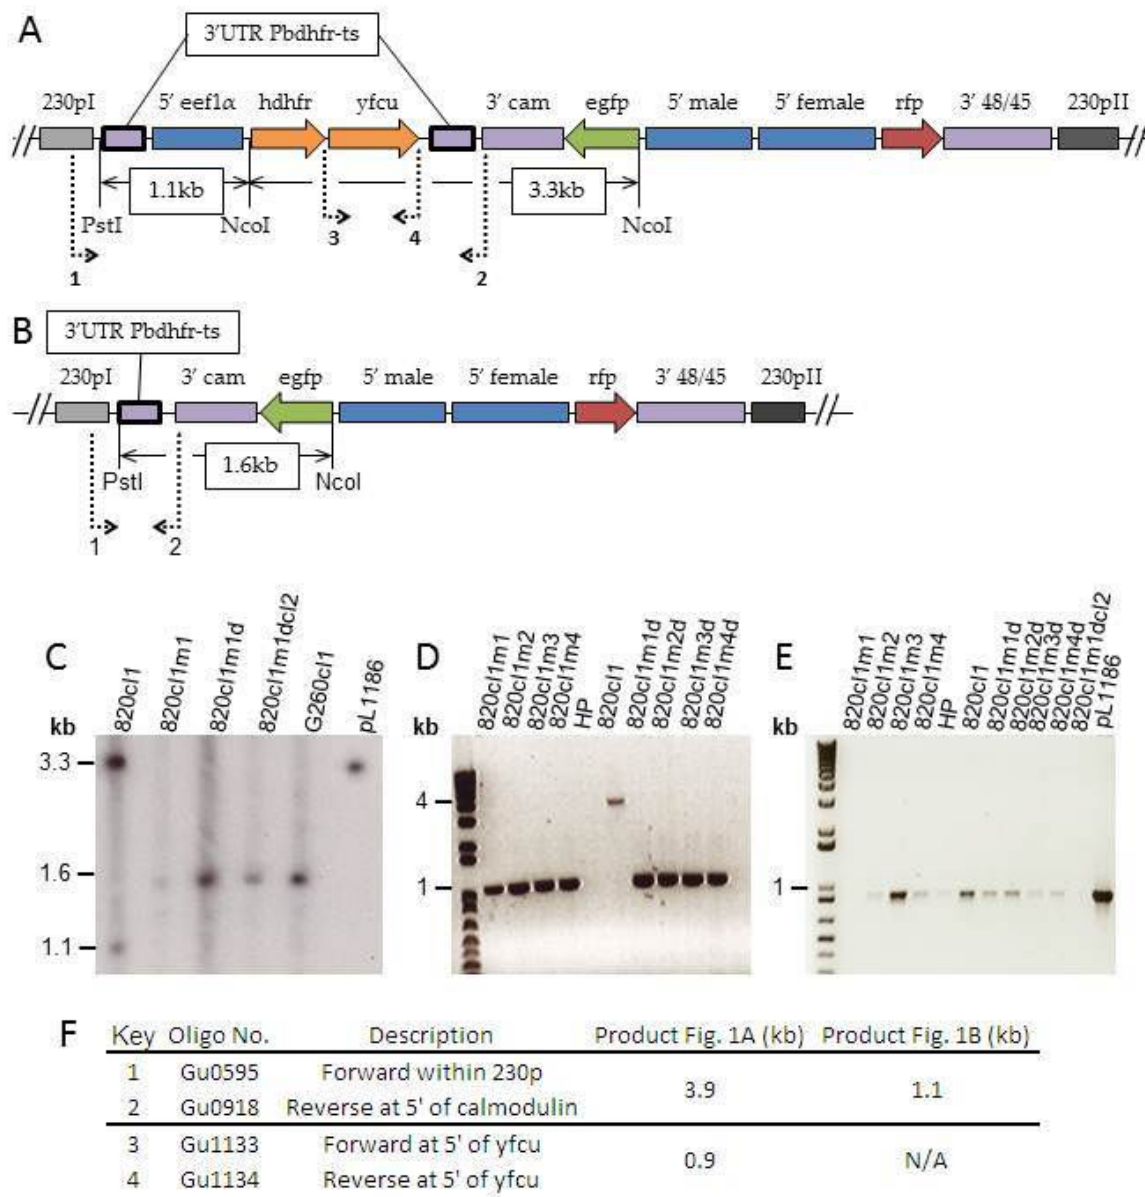 A
3'UTR Pbdhfr-ts
230pI 5' eef1α hdhfr yfcu 3' cam egfp 5' male 5' female rfp 3' 48/45 230pII
1.1kb 3.3kb
PstI NcoI NcoI
3 4
1 2
B
3'UTR Pbdhfr-ts
230pI 3' cam egfp 5' male 5' female rfp 3' 48/45 230pII
1.6kb
PstI NcoI
1 2
C
820cl1
820cl1m1
820cl1m1d
820cl1m1dcl2
G260cl1
pL1186
kb
3.3
1.6
1.1
D
820cl1m1
820cl1m2
820cl1m3
820cl1m4
HP
820cl1
820cl1m1d
820cl1m2d
820cl1m3d
820cl1m4d
kb
4
1
E
820cl1m1
820cl1m2
820cl1m3
820cl1m4
HP
820cl1
820cl1m1d
820cl1m2d
820cl1m3d
820cl1m4d
820cl1m1dcl2
pL1186
kb
1
F
Key Oligo No. Description Product Fig. 1A (kb) Product Fig. 1B (kb)
1 Gu0595 Forward within 230p 3.9 1.1
2 Gu0918 Reverse at 5' of calmodulin
3 Gu1133 Forward at 5' of yfcu 0.9 N/A
4 Gu1134 Reverse at 5' of yfcu